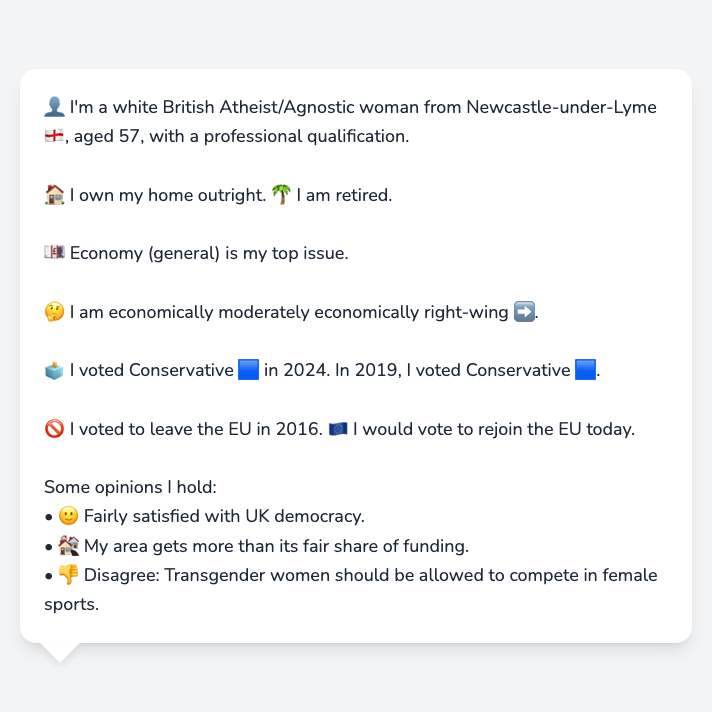 👤 I'm a white British Atheist/Agnostic woman from Newcastle-under-Lyme
🏴󠁧󠁢󠁥󠁮󠁧󠁿, aged 57, with a professional qualification.
🏠 I own my home outright. 🌴 I am retired.
💷 Economy (general) is my top issue.
🤔 I am economically moderately economically right-wing ➡️.
🗳️ I voted Conservative 🟦 in 2024. In 2019, I voted Conservative 🟦.
🚫 I voted to leave the EU in 2016. 🇪🇺 I would vote to rejoin the EU today.
Some opinions I hold:
• 🙂 Fairly satisfied with UK democracy.
• 🏘️ My area gets more than its fair share of funding.
• 👎 Disagree: Transgender women should be allowed to compete in female
sports.